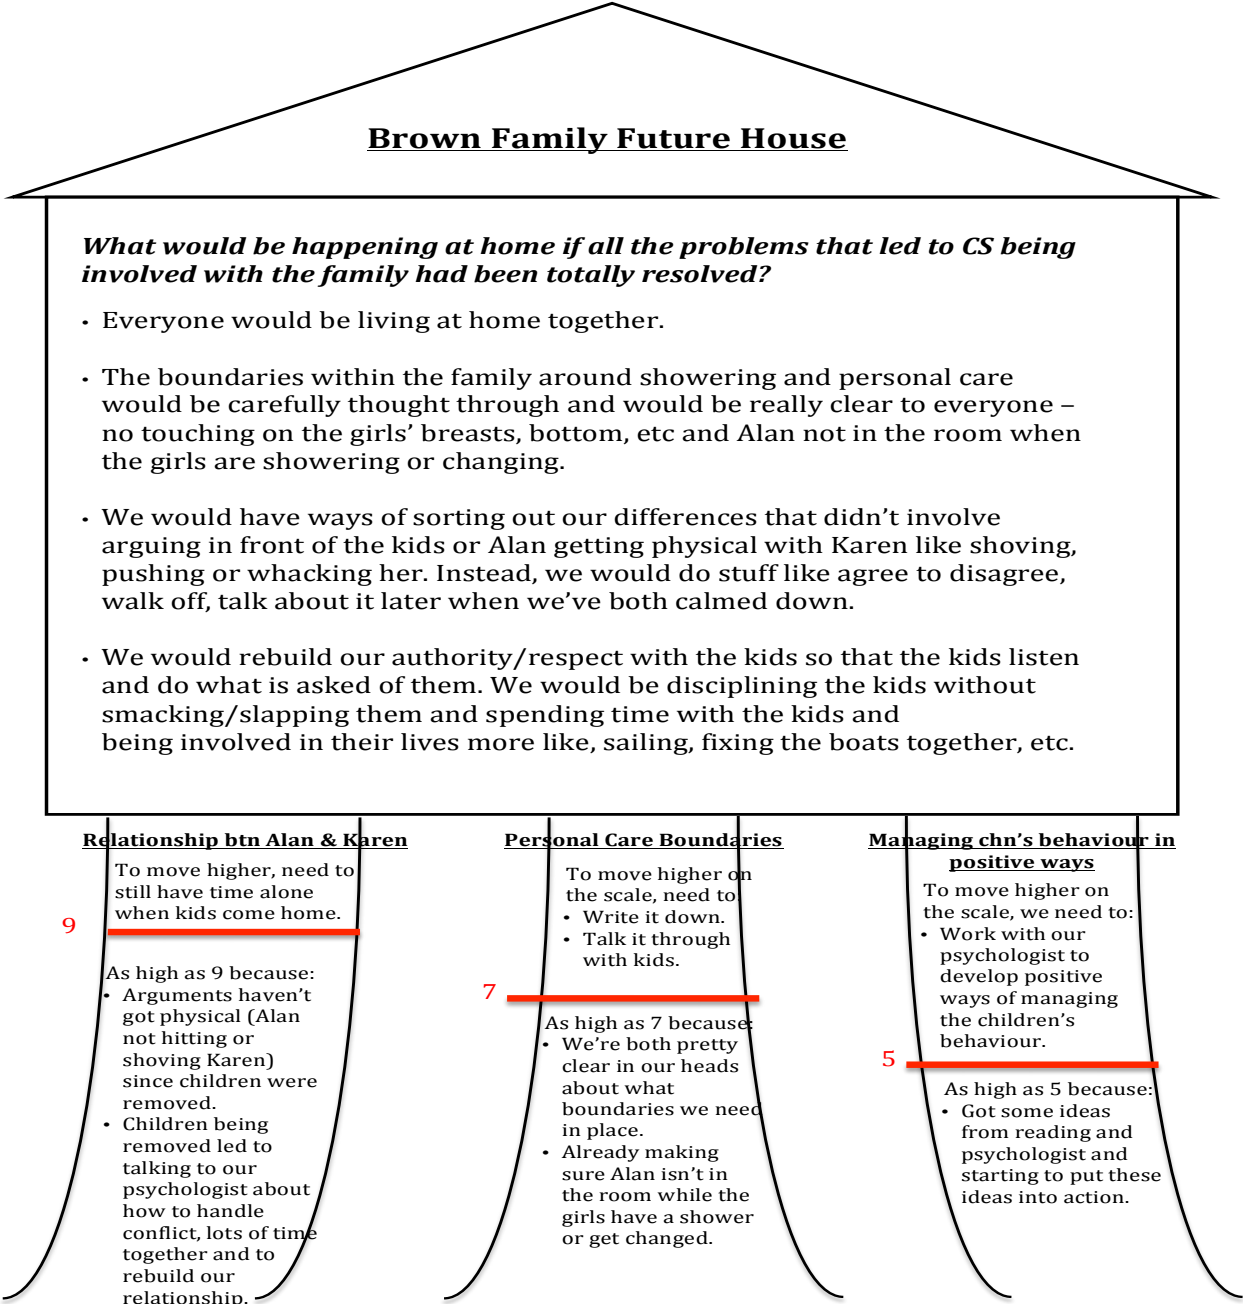 Brown Family Future House
What would be happening at home if all the problems that led to CS being
involved with the family had been totally resolved?
• Everyone would be living at home together.
• The boundaries within the family around showering and personal care
would be carefully thought through and would be really clear to everyone –
no touching on the girls’ breasts, bottom, etc and Alan not in the room when
the girls are showering or changing.
• We would have ways of sorting out our differences that didn’t involve
arguing in front of the kids or Alan getting physical with Karen like shoving,
pushing or whacking her. Instead, we would do stuff like agree to disagree,
walk off, talk about it later when we’ve both calmed down.
• We would rebuild our authority/respect with the kids so that the kids listen
and do what is asked of them. We would be disciplining the kids without
smacking/slapping them and spending time with the kids and
being involved in their lives more like, sailing, fixing the boats together, etc.
Relationship btn Alan & Karen
To move higher, need to
still have time alone
when kids come home.
9
As high as 9 because:
• Arguments haven’t
got physical (Alan
not hitting or
shoving Karen)
since children were
removed.
• Children being
removed led to
talking to our
psychologist about
how to handle
conflict, lots of time
together and to
rebuild our
relationship.
Personal Care Boundaries
To move higher on
the scale, need to:
• Write it down.
• Talk it through
with kids.
7
As high as 7 because:
• We’re both pretty
clear in our heads
about what
boundaries we need
in place.
• Already making
sure Alan isn’t in
the room while the
girls have a shower
or get changed.
Managing chn’s behaviour in
positive ways
To move higher on
the scale, we need to:
• Work with our
psychologist to
develop positive
ways of managing
the children’s
behaviour.
5
As high as 5 because:
• Got some ideas
from reading and
psychologist and
starting to put these
ideas into action.